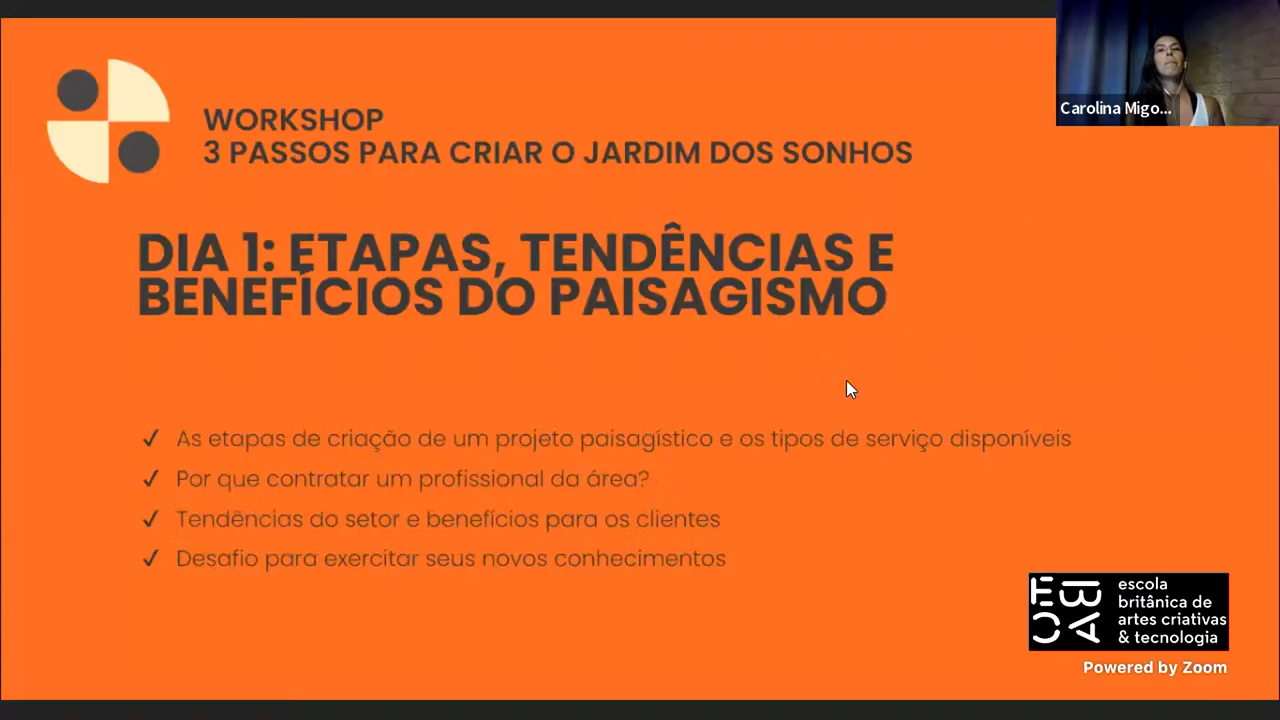 Carolina Migo...
WORKSHOP
3 PASSOS PARA CRIAR O JARDIM DOS SONHOS
DIA 1: ETAPAS, TENDÊNCIAS E
BENEFÍCIOS DO PAISAGISMO
✓ As etapas de criação de um projeto paisagístico e os tipos de serviço disponíveis
✓ Por que contratar um profissional da área?
✓ Tendências do setor e benefícios para os clientes
✓ Desafio para exercitar seus novos conhecimentos
EBAC
escola
britânica de
artes criativas
& tecnologia
Powered by Zoom